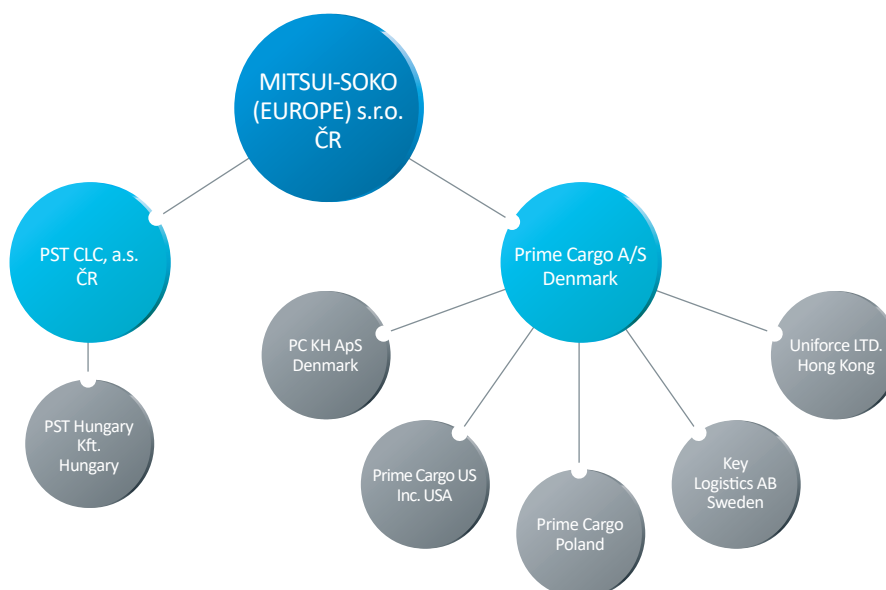 MITSUI-SOKO
(EUROPE) s.r.o.
ČR
PST CLC, a.s.
ČR
Prime Cargo A/S
Denmark
PC KH ApS
Denmark
Uniforce LTD.
Hong Kong
PST Hungary
Kft.
Hungary
Prime Cargo US
Inc. USA
Key
Logistics AB
Sweden
Prime Cargo
Poland